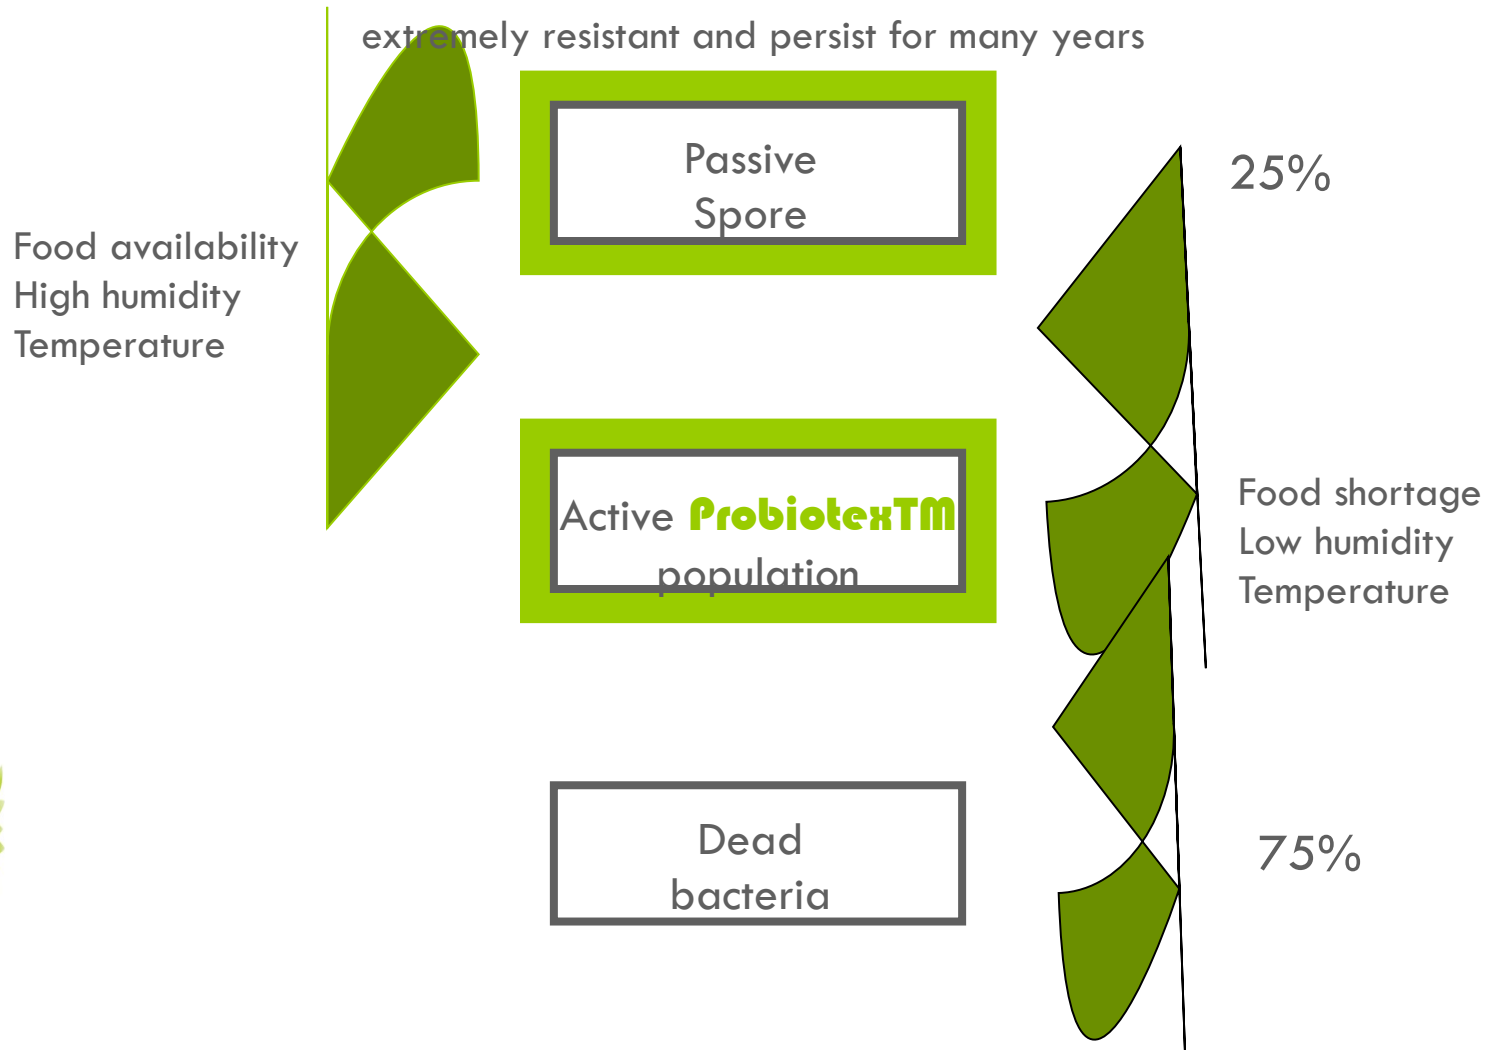 extremely resistant and persist for many years
Passive
Spore
25%
Food availability
High humidity
Temperature
Active ProbiotexTM
population
Food shortage
Low humidity
Temperature
Dead
bacteria
75%